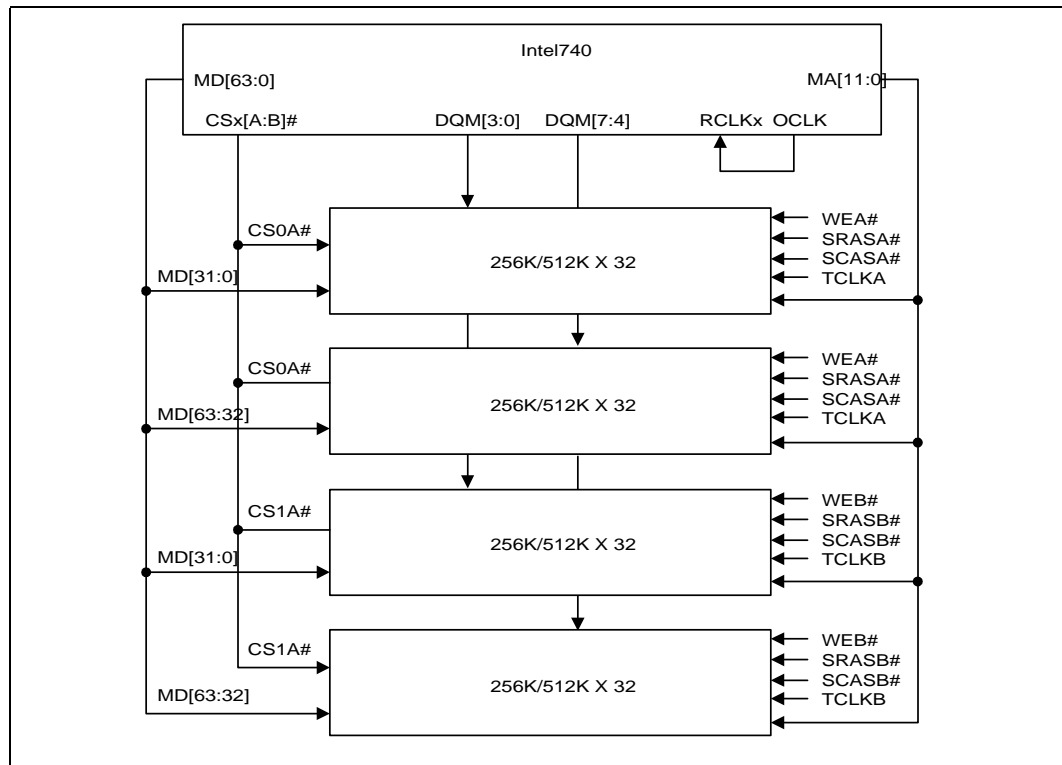 Intel740
MD[63:0]
MA[11:0]
CSx[A:B]#
DQM[3:0]
DQM[7:4]
RCLKx
OCLK
CS0A#
MD[31:0]
256K/512K X 32
WEA#
SRASA#
SCASA#
TCLKA
CS0A#
MD[63:32]
256K/512K X 32
WEA#
SRASA#
SCASA#
TCLKA
CS1A#
MD[31:0]
256K/512K X 32
WEB#
SRASB#
SCASB#
TCLKB
CS1A#
MD[63:32]
256K/512K X 32
WEB#
SRASB#
SCASB#
TCLKB